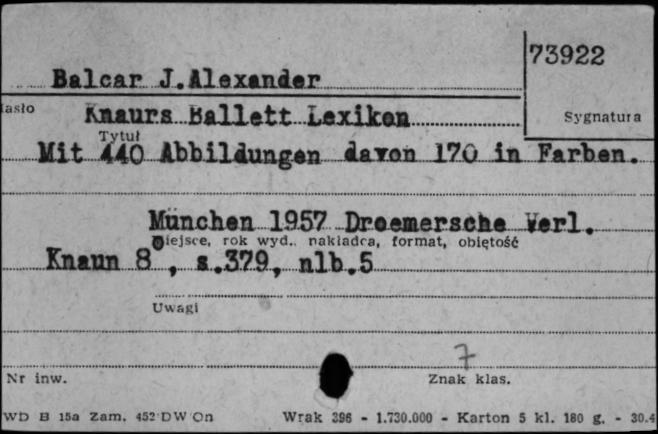 73922
Balcar J.Alexander
Hasło Knaurs Ballett Lexikon Sygnatura
Tytuł
Mit 440 Abbildungen davon 170 in Farben.
München 1957 Droemersche Verl.
Miejsce, rok wyd., nakładca, format, objętość
Knaun 8 , s.379, nlb.5
Uwagi
7
Nr inw. Znak klas.
WD B 15a Zam. 452 DW On Wrak 396 - 1.730.000 - Karton 5 kl. 180 g. - 30.4